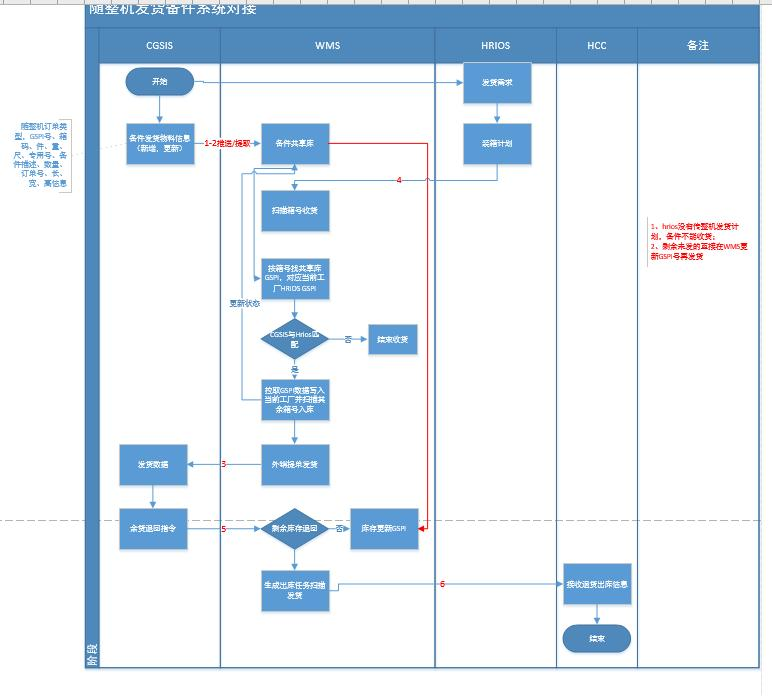 随整机发货备件系统对接
CGSIS
WMS
HRIOS
HCC
备注
开始
发货需求
随整机订单类
型，GSPI号、箱
码、件、重、
尺、专用号、备
件描述、数量、
订单号、长、
宽、高信息
备件发货物料信息
（新增，更新）
1-2推送/提取
备件共享库
装箱计划
4
扫描箱号收货
1、hrios没有传整机发货计
划，备件不能收货；
2、剩余未发的直接在WMS更
新GSPI号再发货
按箱号找共享库
GSPI，对应当前工
厂HRIOS GSPI
更新状态
CGSIS与Hrios匹
配
否
结束收货
是
控取GSPI数据写入
当前工厂并扫描其
余箱号入库
发货数据
3
外销提单发货
余货退回指令
5
剩余库存退回
否
库存更新GSPI
生成出库任务扫描
发货
6
接收退货出库信息
结束
阶段